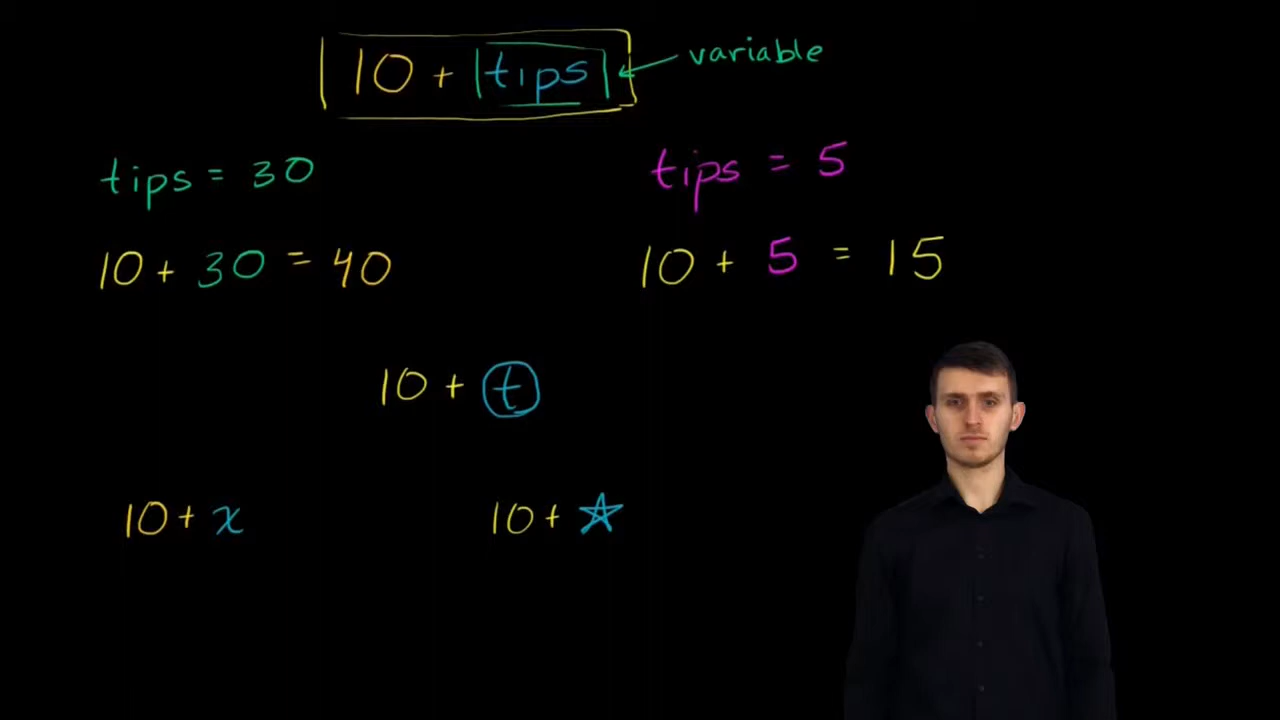 10 + tips variable
tips = 30
10 + 30 = 40
tips = 5
10 + 5 = 15
10 + t
10 + x
10 + ☆